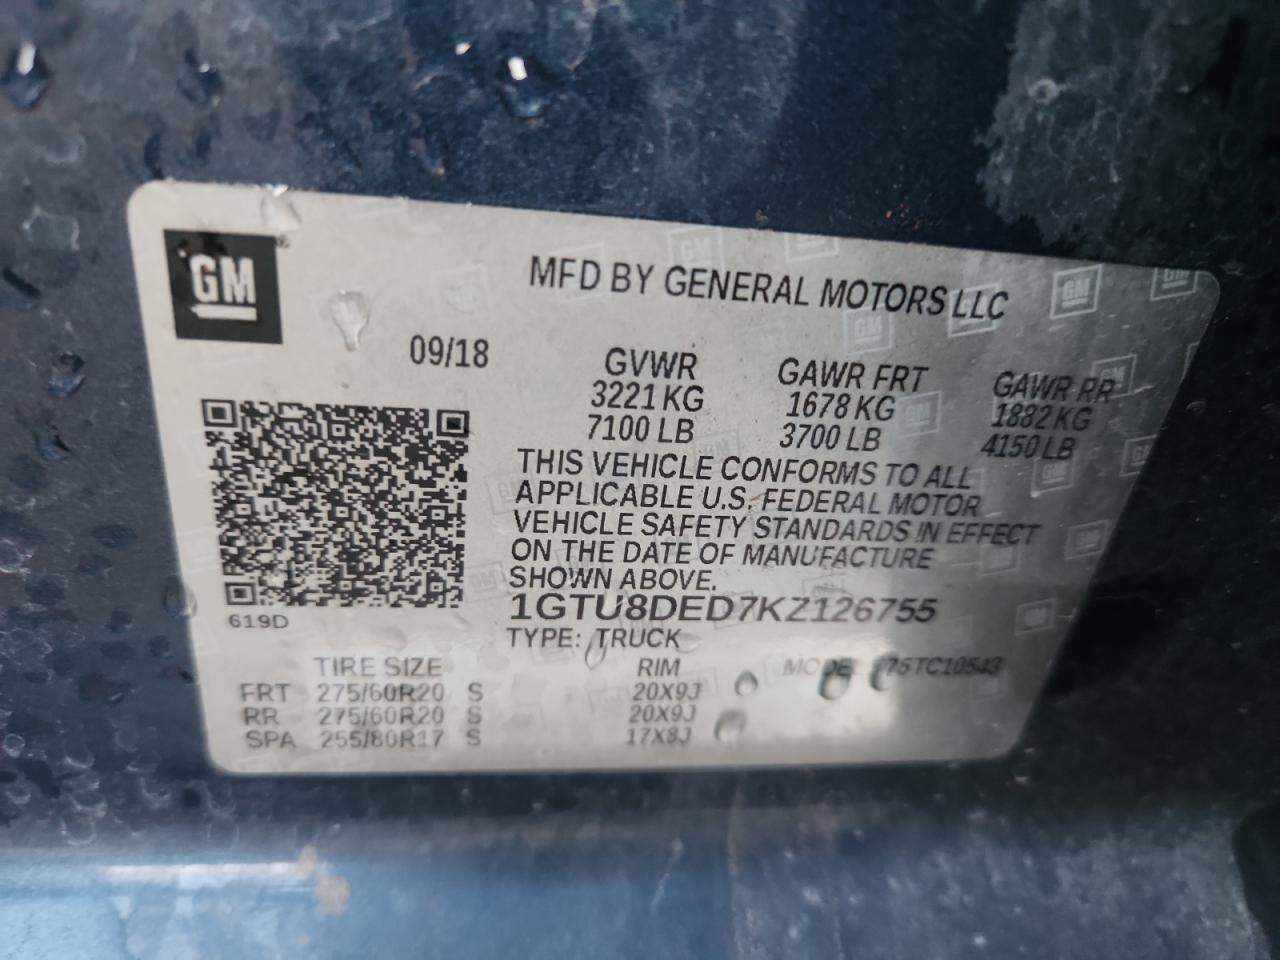 GM
MFD BY GENERAL MOTORS LLC
09/18
GVWR GAWR FRT GAWR RR
3221 KG 1678 KG 1882 KG
7100 LB 3700 LB 4150 LB
THIS VEHICLE CONFORMS TO ALL
APPLICABLE U.S. FEDERAL MOTOR
VEHICLE SAFETY STANDARDS IN EFFECT
ON THE DATE OF MANUFACTURE
SHOWN ABOVE.
1GTU8DED7KZ126755
619D
TYPE: TRUCK
TIRE SIZE RIM MODEL:
FRT 275/60R20 S 20X9J
RR 275/60R20 S 20X9J
SPA 255/80R17 S 17X8J